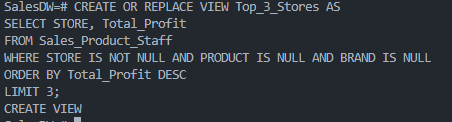 SalesDW=# CREATE OR REPLACE VIEW Top_3_Stores AS
SELECT STORE, Total_Profit
FROM Sales_Product_Staff
WHERE STORE IS NOT NULL AND PRODUCT IS NULL AND BRAND IS NULL
ORDER BY Total_Profit DESC
LIMIT 3;
CREATE VIEW